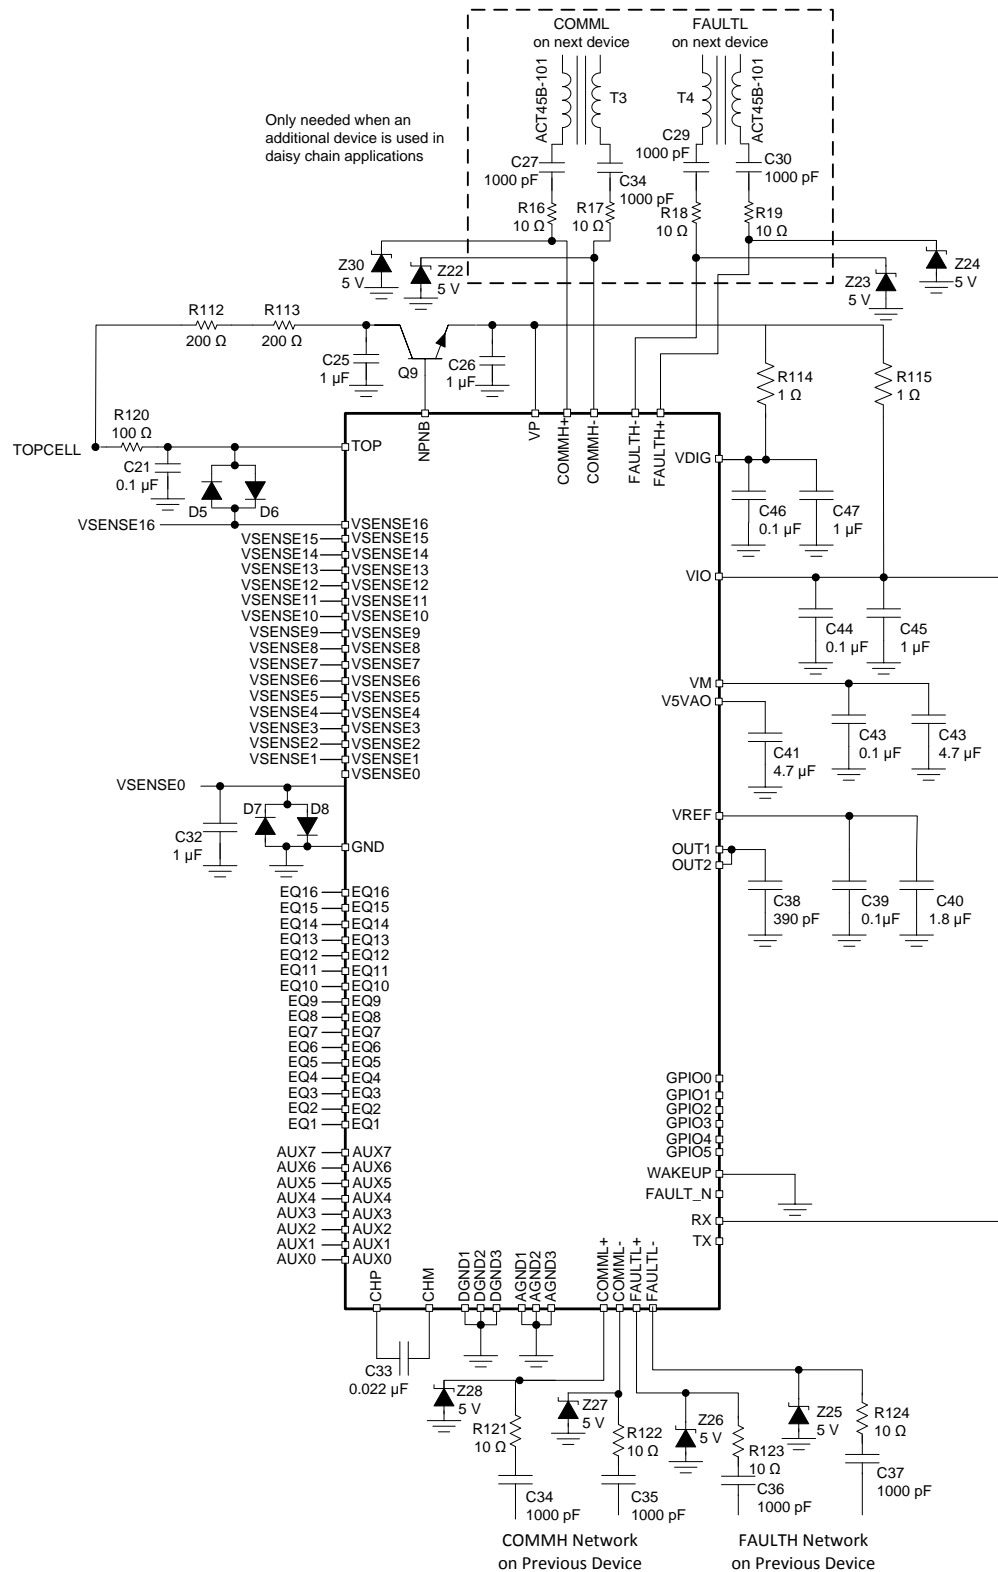 COMML
on next device
FAULTL
on next device
ACT45B-101
T3
T4
ACT45B-101
Only needed when an
additional device is used in
daisy chain applications
C27
1000 pF
C34
1000 pF
C29
1000 pF
C30
1000 pF
R16
10 Ω
R17
10 Ω
R18
10 Ω
R19
10 Ω
Z30
5 V
Z22
5 V
Z23
5 V
Z24
5 V
R112
200 Ω
R113
200 Ω
C25
1 µF
Q9
C26
1 µF
R114
1 Ω
R115
1 Ω
R120
100 Ω
TOPCELL
C21
0.1 µF
D5
D6
TOP
NPNB
VP
COMMH+
COMMH-
FAULTH-
FAULTH+
VDIG
C46
0.1 µF
C47
1 µF
VSENSE16
VSENSE15
VSENSE14
VSENSE13
VSENSE12
VSENSE11
VSENSE10
VSENSE9
VSENSE8
VSENSE7
VSENSE6
VSENSE5
VSENSE4
VSENSE3
VSENSE2
VSENSE1
VSENSE16
VSENSE15
VSENSE14
VSENSE13
VSENSE12
VSENSE11
VSENSE10
VSENSE9
VSENSE8
VSENSE7
VSENSE6
VSENSE5
VSENSE4
VSENSE3
VSENSE2
VSENSE1
VSENSE0
VIO
C44
0.1 µF
C45
1 µF
VM
V5VAO
C41
4.7 µF
C43
0.1 µF
C43
4.7 µF
VSENSE0
C32
1 µF
D7
D8
GND
VREF
OUT1
OUT2
C38
390 pF
C39
0.1µF
C40
1.8 µF
EQ16
EQ15
EQ14
EQ13
EQ12
EQ11
EQ10
EQ9
EQ8
EQ7
EQ6
EQ5
EQ4
EQ3
EQ2
EQ1
EQ16
EQ15
EQ14
EQ13
EQ12
EQ11
EQ10
EQ9
EQ8
EQ7
EQ6
EQ5
EQ4
EQ3
EQ2
EQ1
AUX7
AUX6
AUX5
AUX4
AUX3
AUX2
AUX1
AUX0
AUX7
AUX6
AUX5
AUX4
AUX3
AUX2
AUX1
AUX0
GPIO0
GPIO1
GPIO2
GPIO3
GPIO4
GPIO5
WAKEUP
FAULT_N
RX
TX
CHP
CHM
DGND1
DGND2
DGND3
AGND1
AGND2
AGND3
COMML+
COMML-
FAULTL+
FAULTL-
C33
0.022 µF
Z28
5 V
Z27
5 V
Z26
5 V
Z25
5 V
R121
10 Ω
R122
10 Ω
R123
10 Ω
R124
10 Ω
C34
1000 pF
C35
1000 pF
C36
1000 pF
C37
1000 pF
COMMH Network
on Previous Device
FAULTH Network
on Previous Device